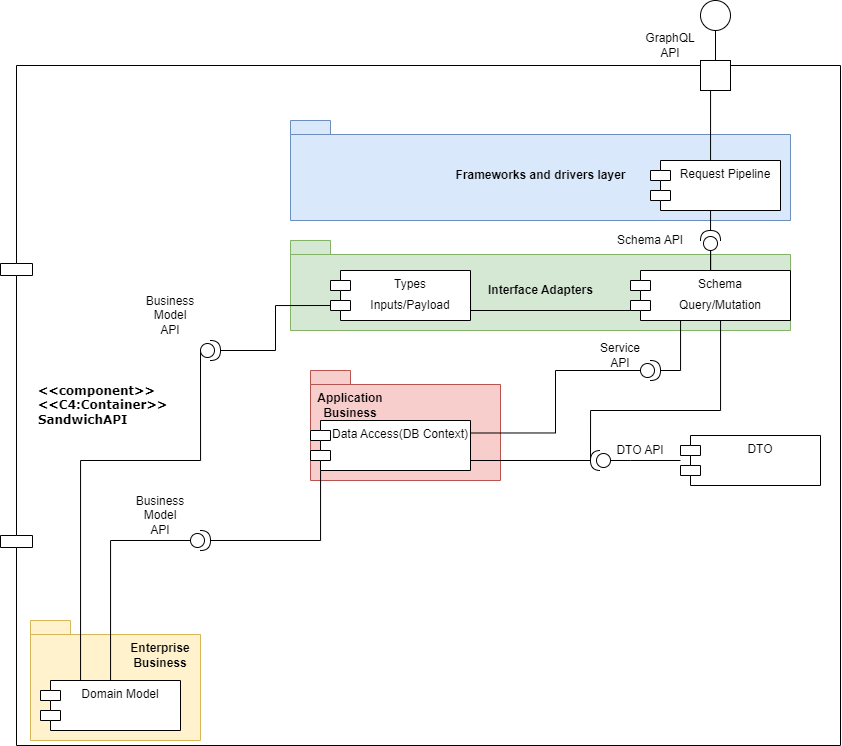 GraphQL
API
Frameworks and drivers layer
Request Pipeline
Schema API
Types
Inputs/Payload
Interface Adapters
Schema
Query/Mutation
Business
Model
API
Service
API
<<component>>
<<C4:Container>>
SandwichAPI
Application
Business
Data Access(DB Context)
DTO API
DTO
Business
Model
API
Enterprise
Business
Domain Model